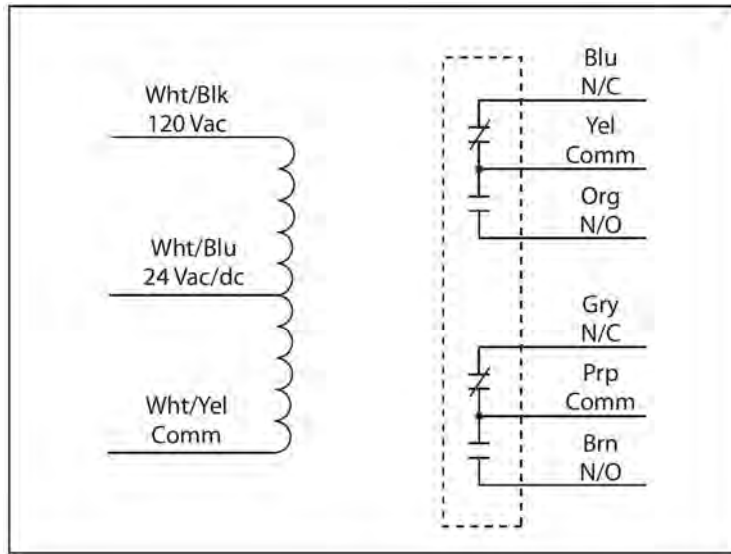 Wht/Blk
120 Vac
Wht/Blu
24 Vac/dc
Wht/Yel
Comm
Blu
N/C
Yel
Comm
Org
N/O
Gry
N/C
Prp
Comm
Brn
N/O